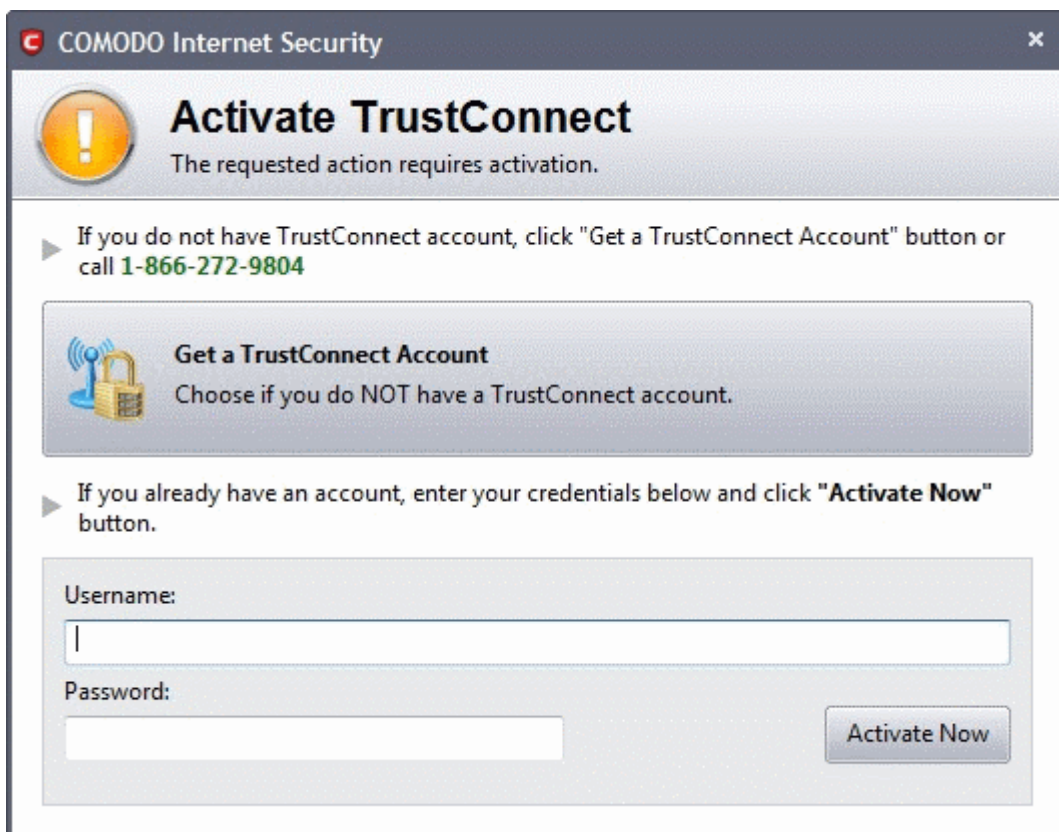 COMODO Internet Security
Activate TrustConnect
The requested action requires activation.
If you do not have TrustConnect account, click "Get a TrustConnect Account" button or
call 1-866-272-9804
Get a TrustConnect Account
Choose if you do NOT have a TrustConnect account.
If you already have an account, enter your credentials below and click "Activate Now"
button.
Username:
Password:
Activate Now